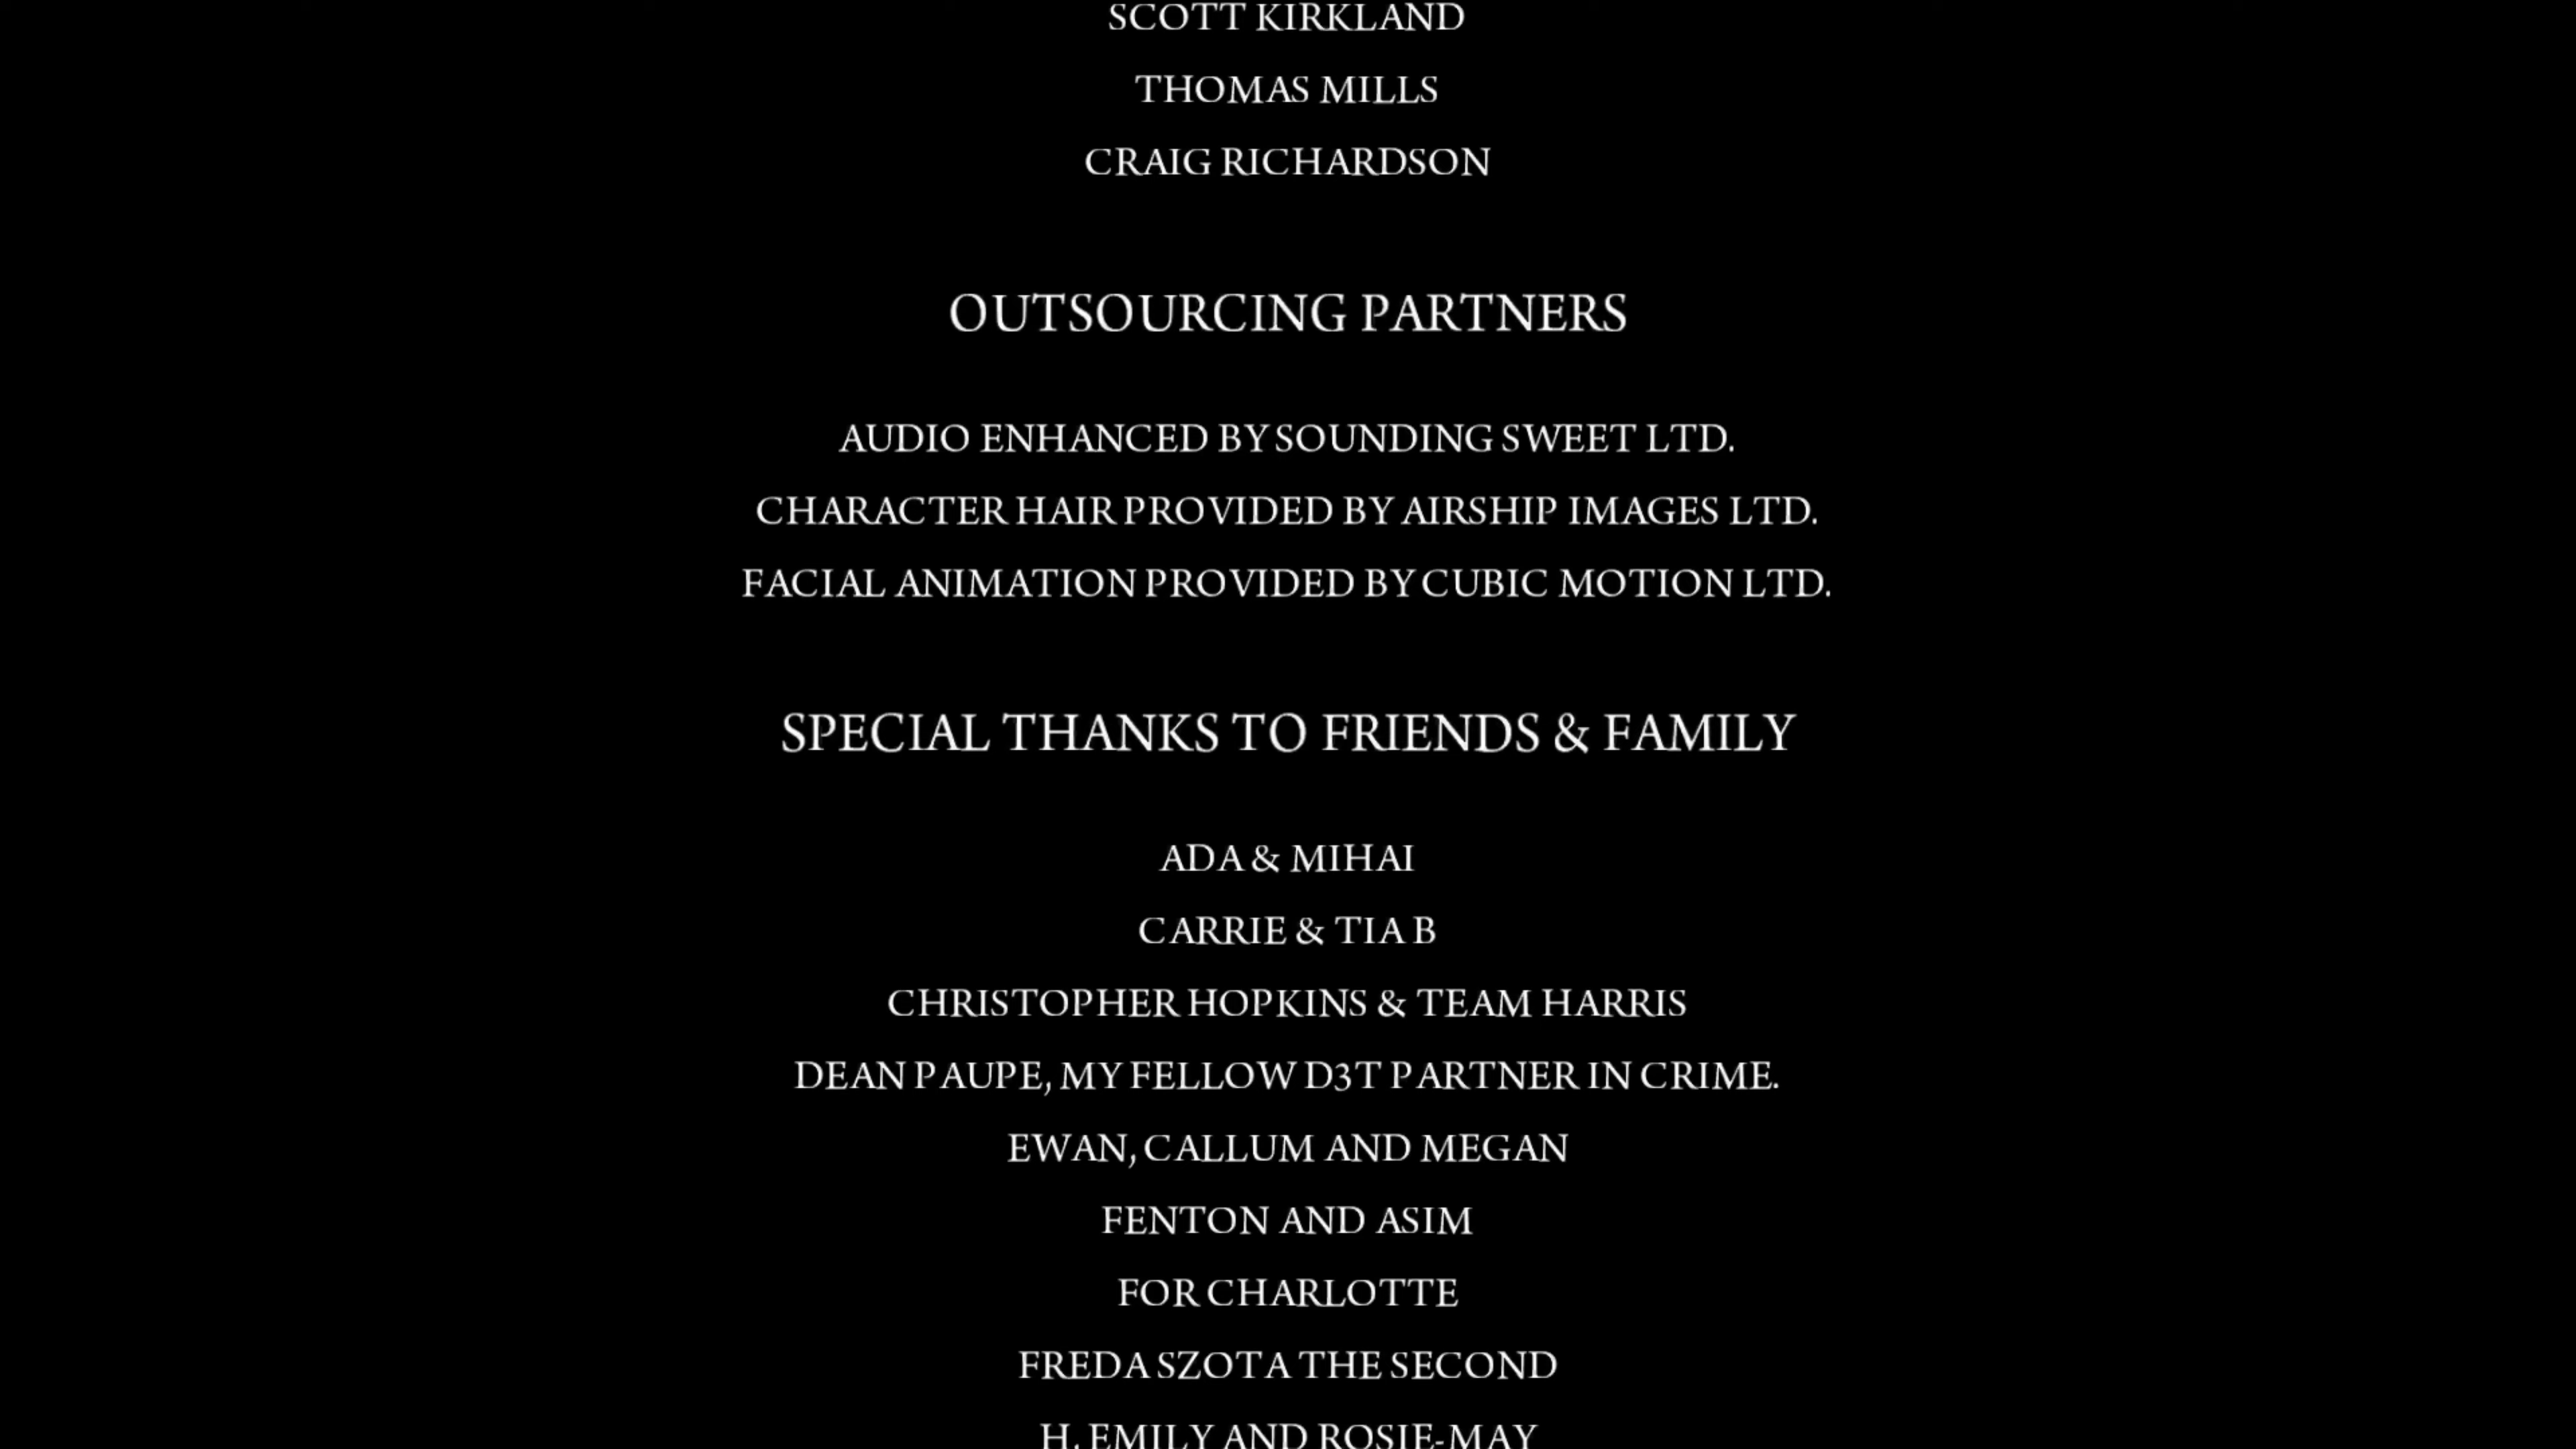 SCOTT KIRKLAND
THOMAS MILLS
CRAIG RICHARDSON
OUTSOURCING PARTNERS
AUDIO ENHANCED BY SOUNDING SWEET LTD.
CHARACTER HAIR PROVIDED BY AIRSHIP IMAGES LTD.
FACIAL ANIMATION PROVIDED BY CUBIC MOTION LTD.
SPECIAL THANKS TO FRIENDS & FAMILY
ADA & MIHAI
CARRIE & TIA B
CHRISTOPHER HOPKINS & TEAM HARRIS
DEAN PAUPE, MY FELLOW D3T PARTNER IN CRIME.
EWAN, CALLUM AND MEGAN
FENTON AND ASIM
FOR CHARLOTTE
FREDA SZOTA THE SECOND
H, EMILY AND ROSIE-MAY